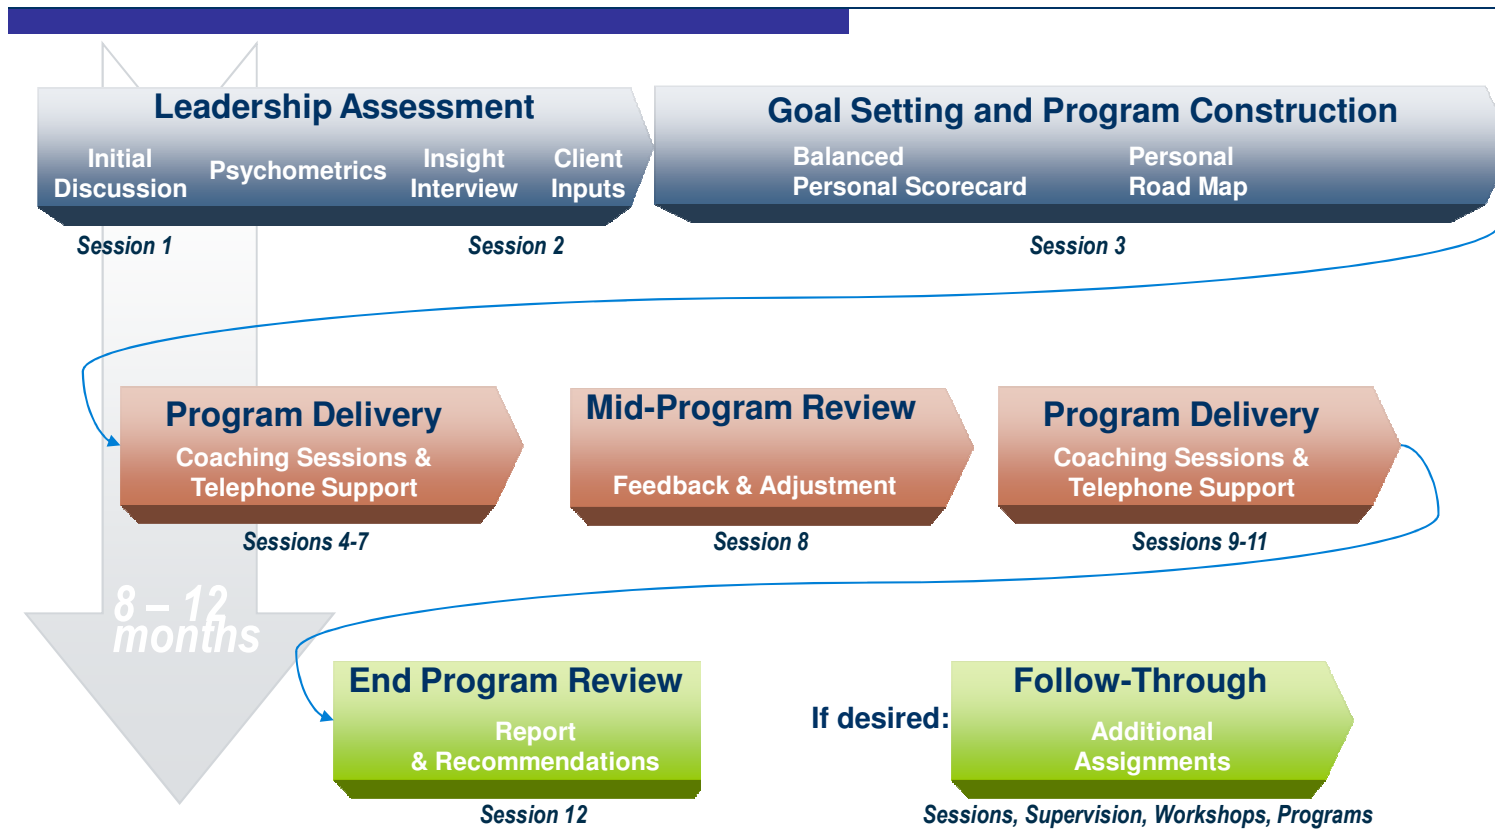 Leadership Assessment
Initial
Discussion
Psychometrics
Insight
Interview
Client
Inputs
Session 1
Session 2
Goal Setting and Program Construction
Balanced
Personal Scorecard
Personal
Road Map
Session 3
Program Delivery
Coaching Sessions &
Telephone Support
Sessions 4-7
Mid-Program Review
Feedback & Adjustment
Session 8
Program Delivery
Coaching Sessions &
Telephone Support
Sessions 9-11
8 – 12
months
End Program Review
Report
& Recommendations
Session 12
If desired:
Follow-Through
Additional
Assignments
Sessions, Supervision, Workshops, Programs